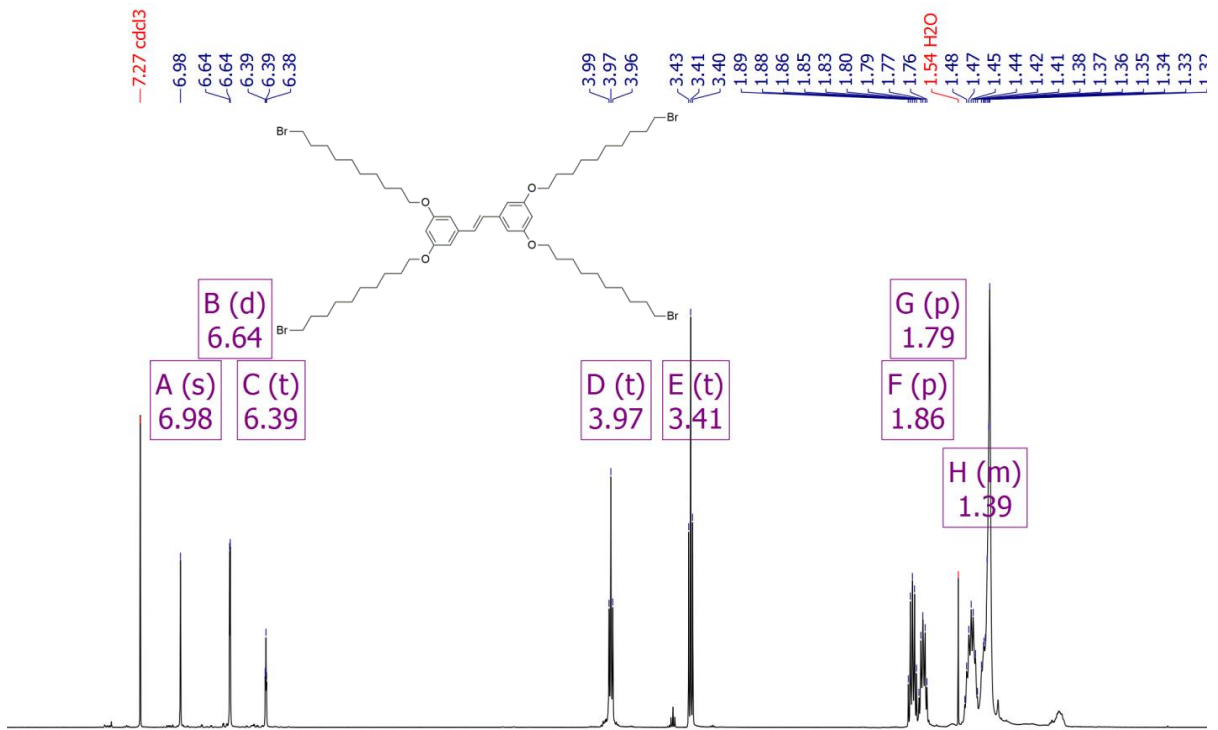 7.27 cdcl3
6.98
6.64
6.64
6.39
6.39
6.38
3.99
3.97
3.96
3.43
3.41
3.40
1.89
1.88
1.86
1.85
1.83
1.80
1.79
1.77
1.76
1.54 H2O
1.48
1.47
1.45
1.44
1.42
1.41
1.38
1.37
1.36
1.35
1.34
1.33
1.32
Br
Br
O
O
O
O
Br
Br
B (d)
6.64
G (p)
1.79
A (s)
6.98
C (t)
6.39
D (t)
3.97
E (t)
3.41
F (p)
1.86
H (m)
1.39